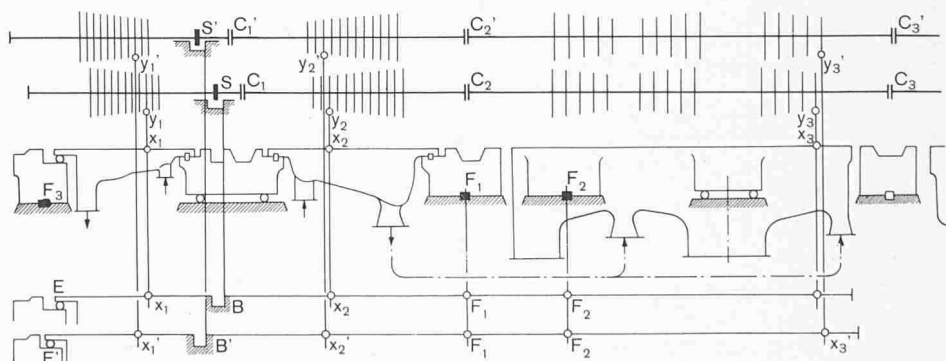 S' C₁' C₂' C₃'
y₁' y₂' y₃'
S C₁ C₂ C₃
y₁ y₂ y₃
x₁ x₂ x₃
F₃ F₁ F₂
E x₁ B x₂ F₁ F₂
E' x₁' B' x₂' F₁ F₂ x₃'